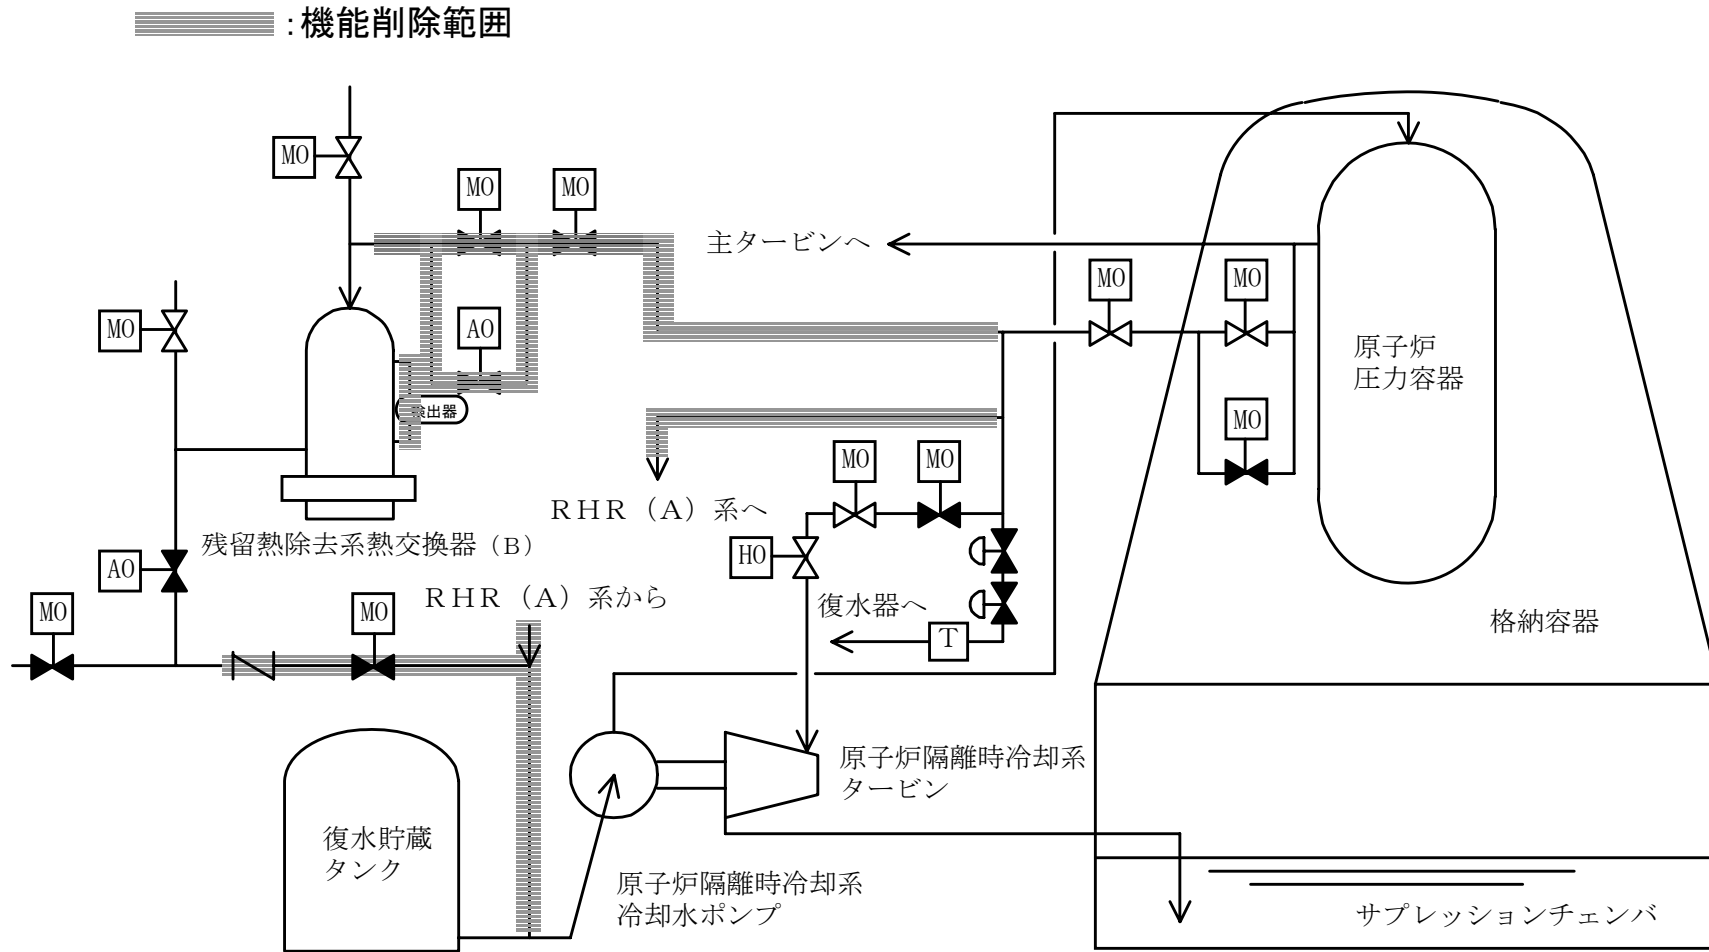 ：機能削除範囲
MO
MO
MO
主タービンへ
MO
MO
MO
AO
原子炉
圧力容器
検出器
MO
MO
MO
RHR（A）系へ
残留熱除去系熱交換器（B）
HO
AO
RHR（A）系から
MO
MO
復水器へ
T
格納容器
原子炉隔離時冷却系
タービン
復水貯蔵
タンク
原子炉隔離時冷却系
冷却水ポンプ
サプレッションチェンバ